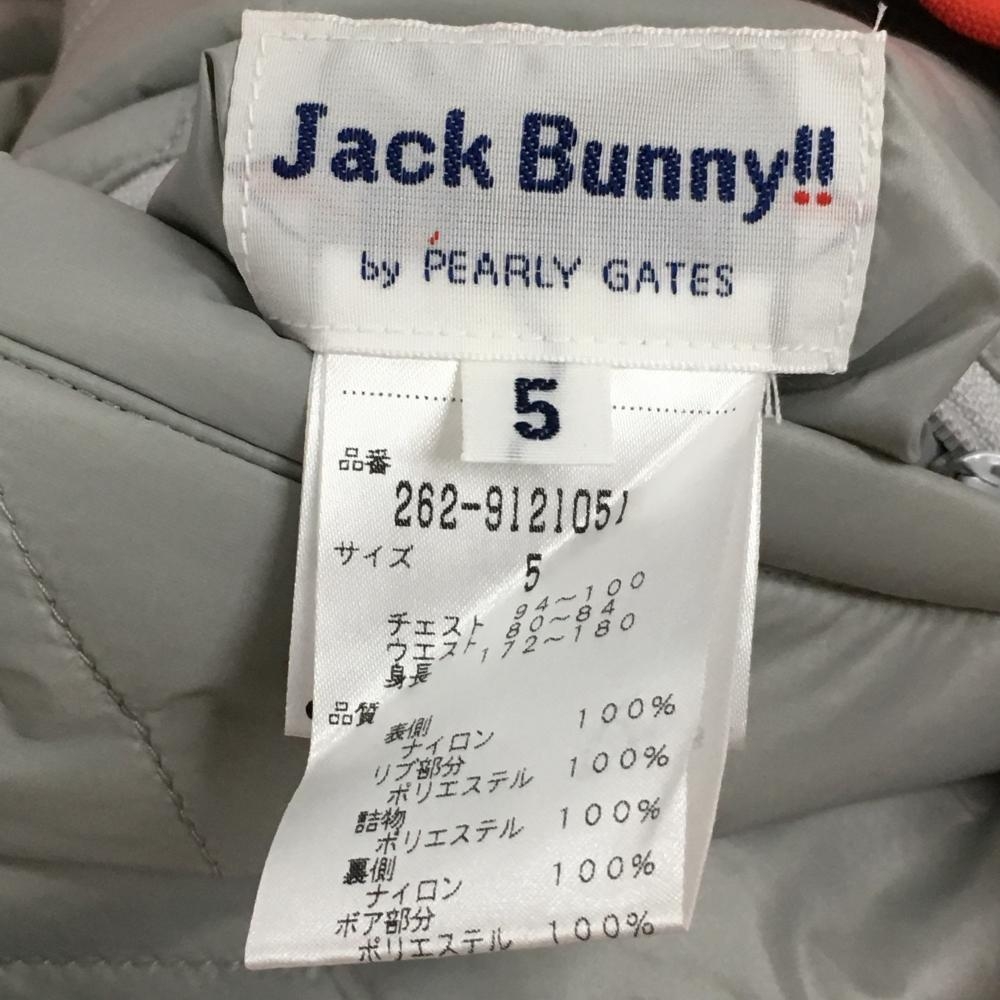 Jack Bunny!!
by PEARLY GATES
5
品番
262-9121051
サイズ
5
チェスト 94～100
ウエスト 80～84
身長 172～180
品質
表側
ナイロン 100%
リブ部分
ポリエステル 100%
詰物
ポリエステル 100%
裏側
ナイロン 100%
ボア部分
ポリエステル 100%